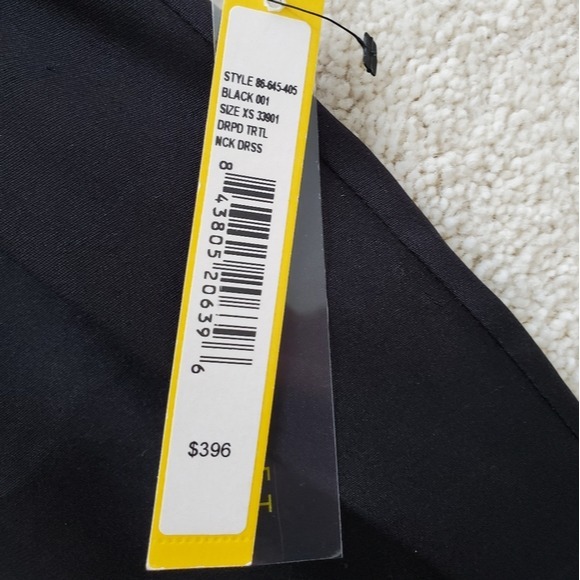 STYLE 86-645-405
BLACK 001
SIZE XS 33901
DRPD TRTL
NCK DRSS
8 43805 20639 6
$396